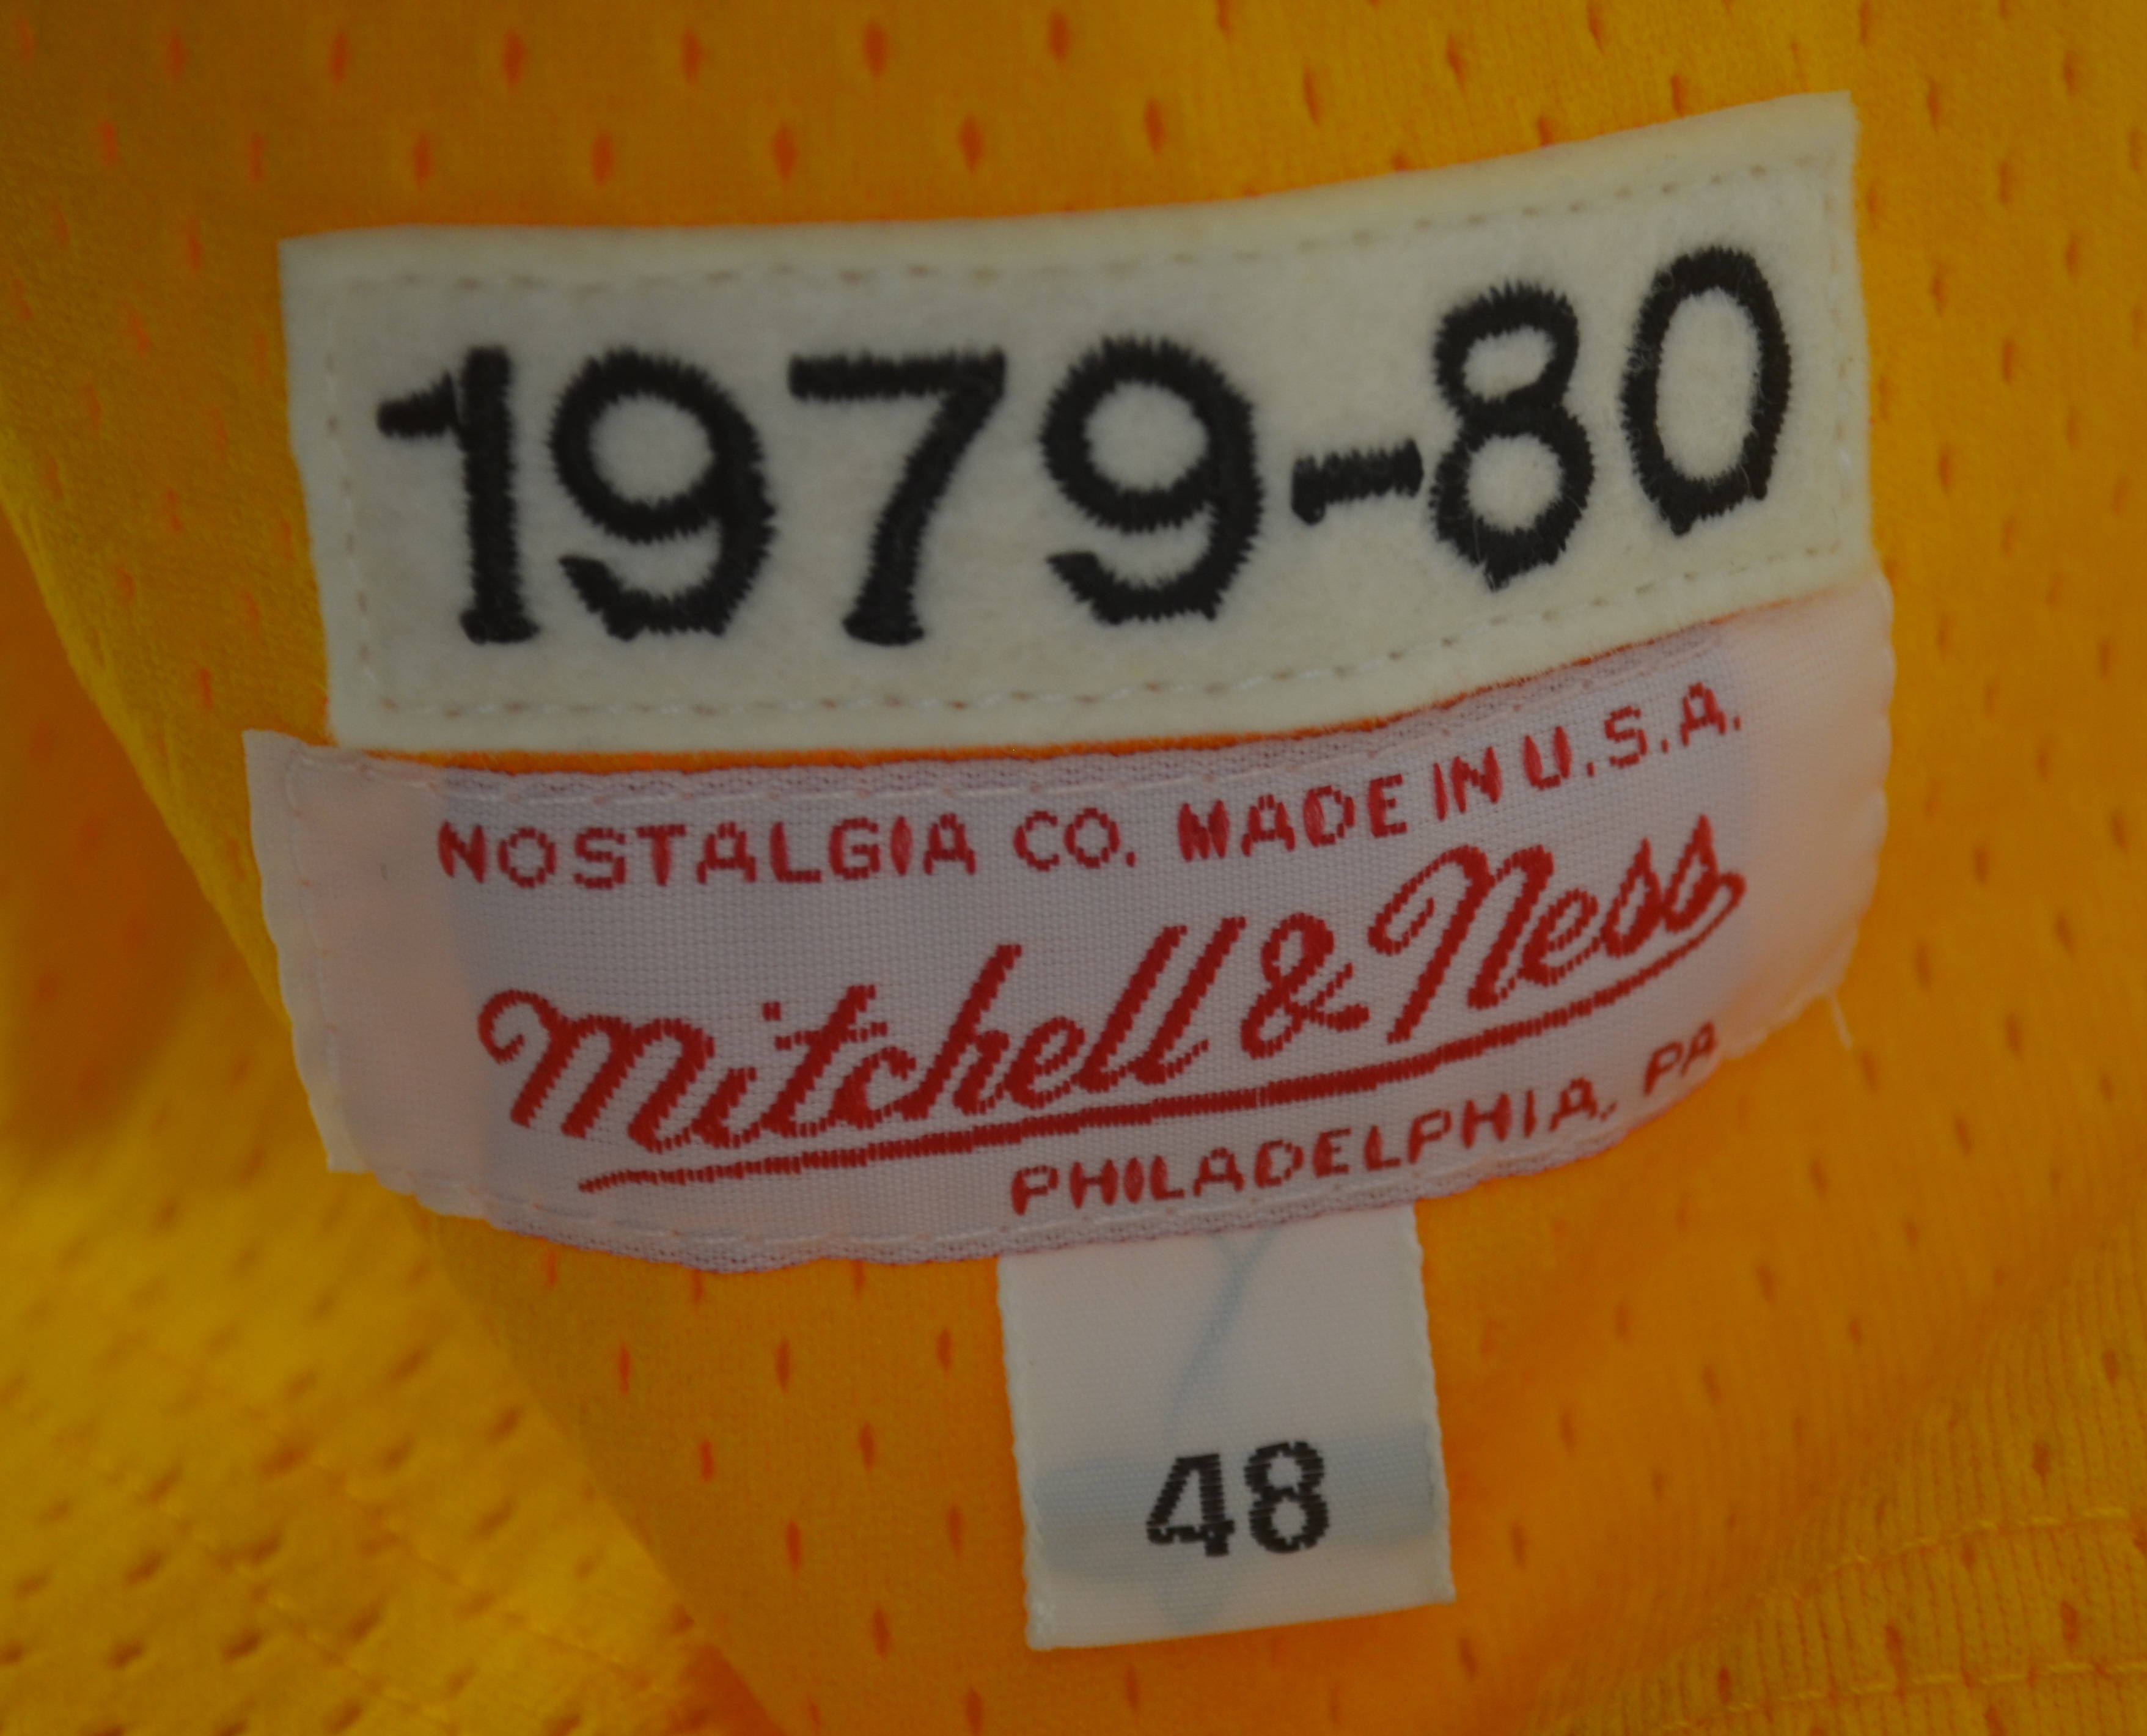 1979-80
NOSTALGIA CO. MADE IN U.S.A.
Mitchell & Ness
PHILADELPHIA, PA
48